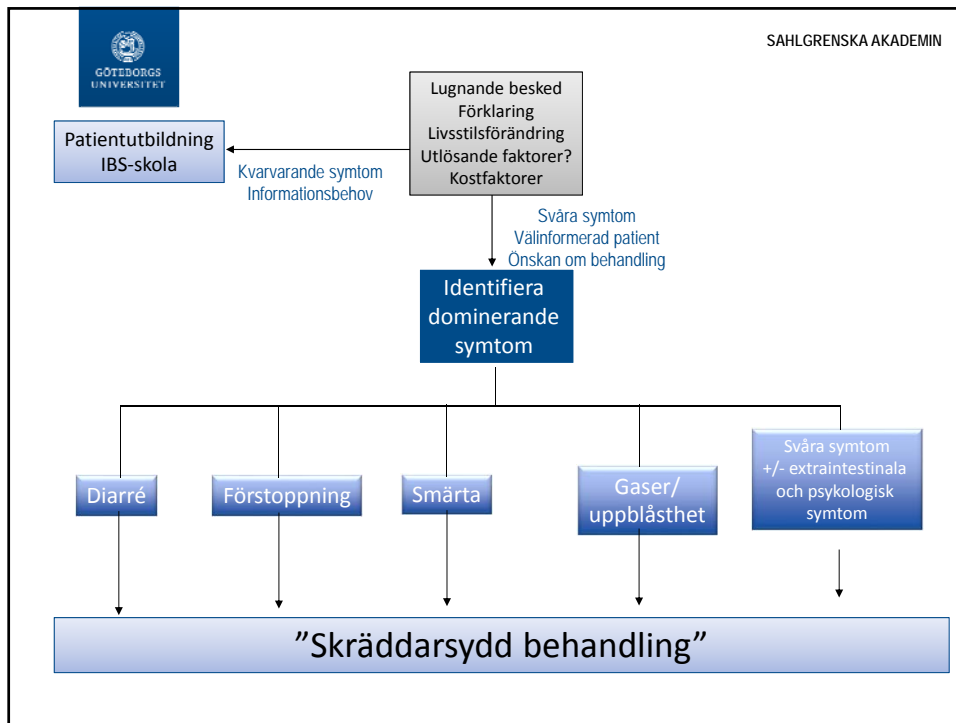 GÖTEBORGS
UNIVERSITET
SAHLGRENSKA AKADEMIN
Lugnande besked
Förklaring
Livsstilsförändring
Utlösande faktorer?
Kostfaktorer
Patientutbildning
IBS-skola
Kvarvarande symtom
Informationsbehov
Svåra symtom
Välinformerad patient
Önskan om behandling
Identifiera
dominerande
symtom
Diarré
Förstoppning
Smärta
Gaser/
uppblåsthet
Svåra symtom
+/- extraintestinala
och psykologisk
symtom
”Skräddarsydd behandling”